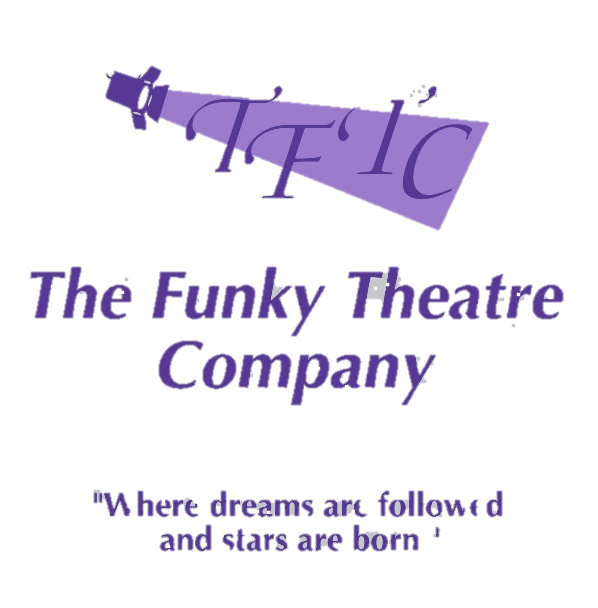 TFTC
The Funky Theatre
Company
"Where dreams are followed
and stars are born "